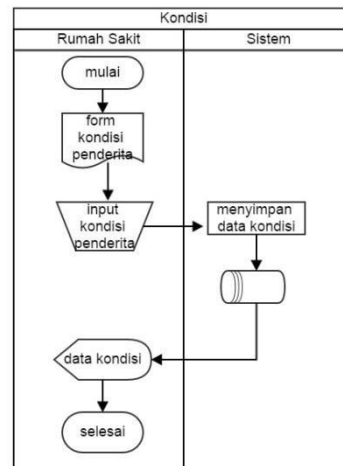 Kondisi
Rumah Sakit
Sistem
mulai
form
kondisi
penderita
input
kondisi
penderita
menyimpan
data kondisi
data kondisi
selesai